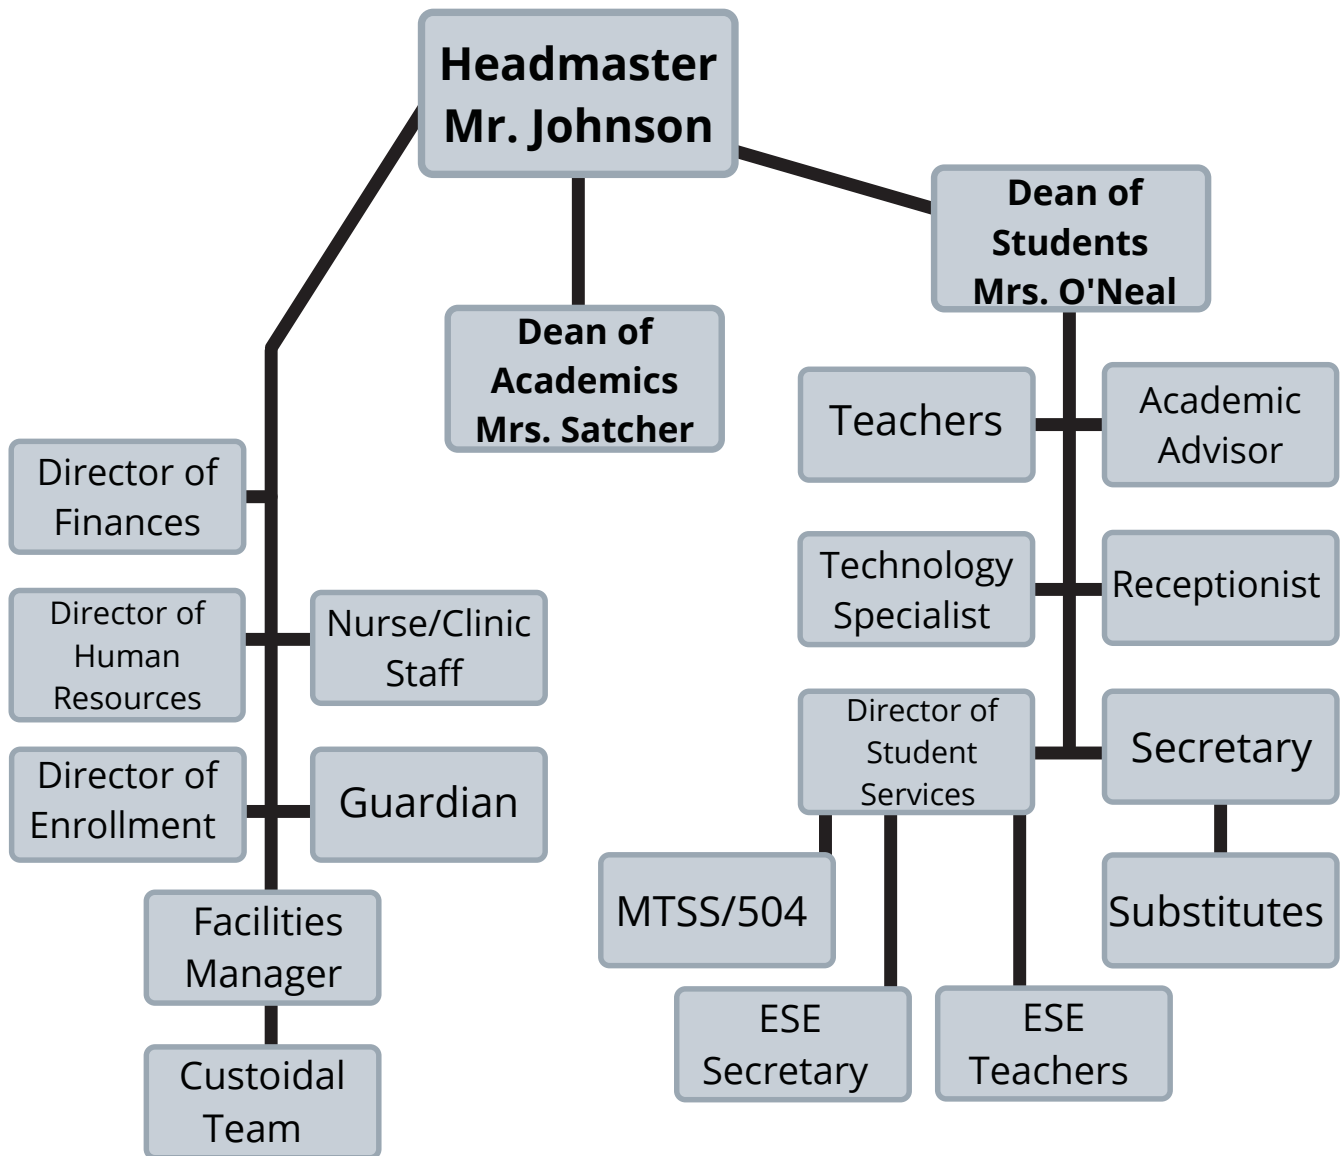 Headmaster
Mr. Johnson
Dean of
Students
Mrs. O'Neal
Dean of
Academics
Mrs. Satcher
Teachers
Academic
Advisor
Director of
Finances
Technology
Specialist
Receptionist
Director of
Human
Resources
Nurse/Clinic
Staff
Director of
Student
Services
Secretary
Director of
Enrollment
Guardian
MTSS/504
Substitutes
Facilities
Manager
ESE
Secretary
ESE
Teachers
Custoidal
Team